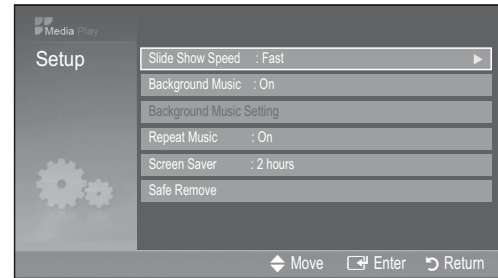 Media Play
Setup
Slide Show Speed : Fast
Background Music : On
Background Music Setting
Repeat Music : On
Screen Saver : 2 hours
Safe Remove
Move Enter Return